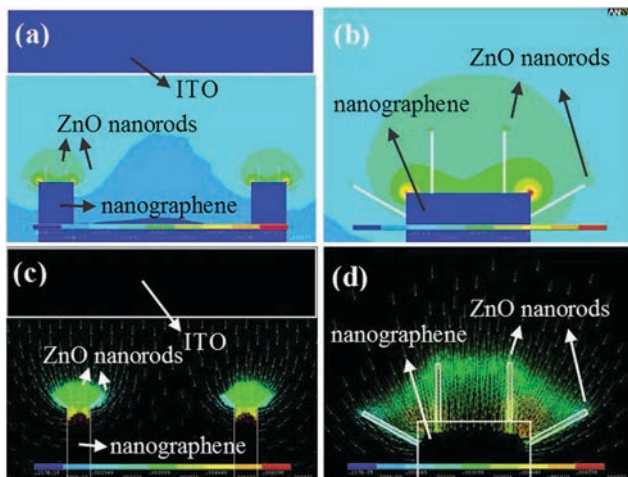 (a)
ITO
ZnO nanorods
nanographene
(b)
ZnO nanorods
nanographene
(c)
ITO
ZnO nanorods
nanographene
(d)
ZnO nanorods
nanographene